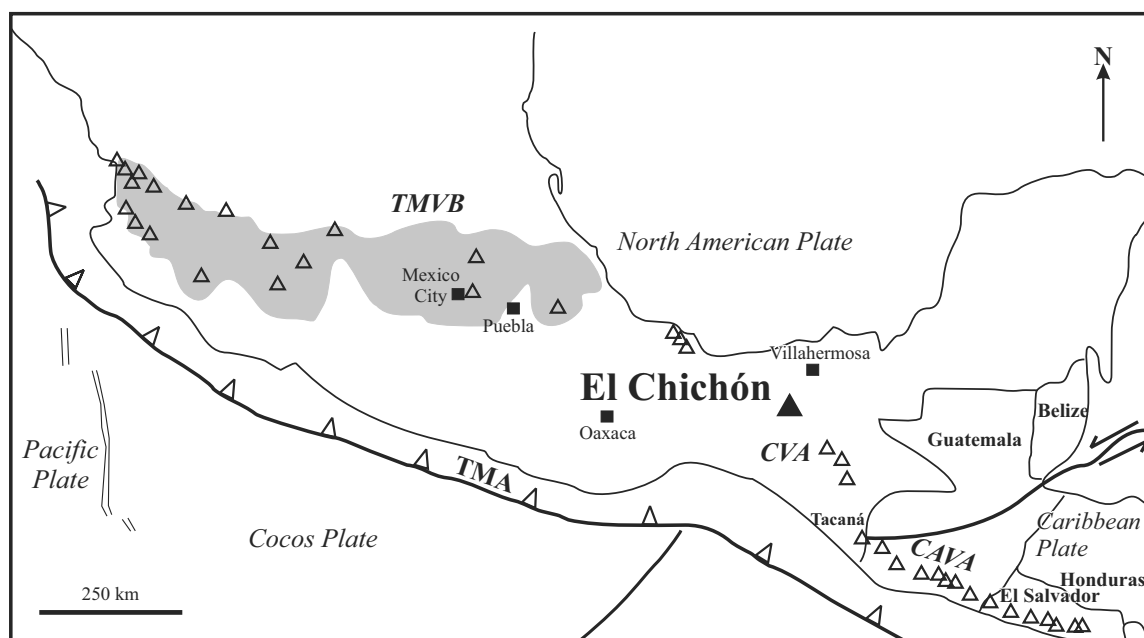 N
TMVB
North American Plate
Mexico
City
Puebla
Villahermosa
El Chichón
Oaxaca
Belize
Guatemala
CVA
Pacific
Plate
TMA
Tacaná
Cocos Plate
CAVA
Caribbean
Plate
Honduras
El Salvador
250 km